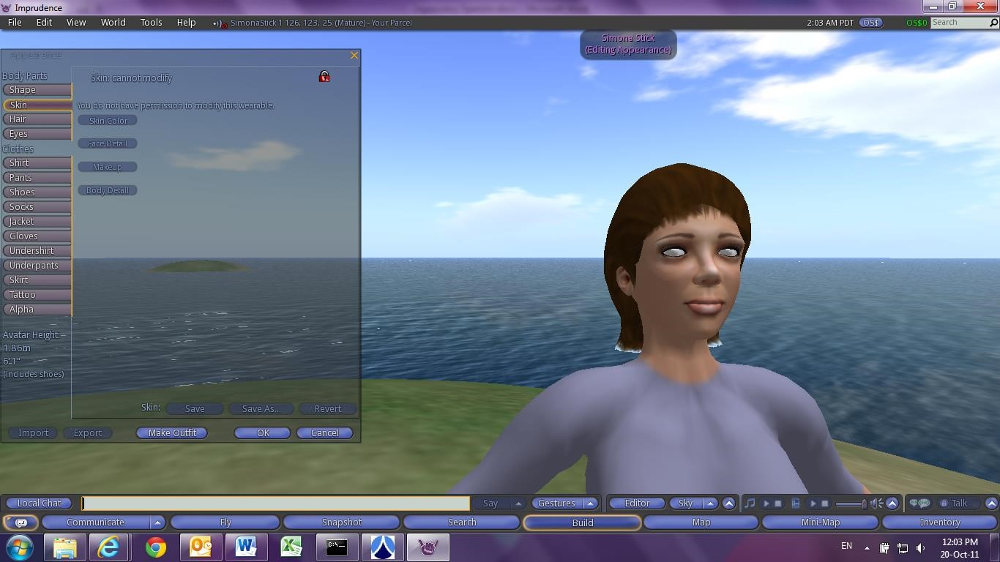 Imprudence
File Edit View World Tools Help SimonaStick 1 126, 123, 25 (Mature) - Your Parcel 2:03 AM PDT OS$ OS$0 Search
Simona Stick
(Editing Appearance)
Appearance
Body Parts
Skin: cannot modify
Shape
Skin
You do not have permission to modify this wearable.
Hair
Skin Color
Eyes
Face Detail
Clothes
Shirt
Makeup
Pants
Body Detail
Shoes
Socks
Jacket
Gloves
Undershirt
Underpants
Skirt
Tattoo
Alpha
Avatar Height:
1.86m
6'1"
(includes shoes)
Skin: Save Save As... Revert
Import Export Make Outfit OK Cancel
Local Chat Say Gestures Editor Sky Talk
Communicate Fly Snapshot Search Build Map Mini-Map Inventory
EN 12:03 PM
20-Oct-11